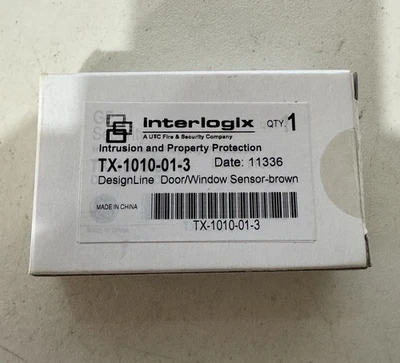 Interlogix QTY. 1
A UTC Fire & Security Company
Intrusion and Property Protection
TX-1010-01-3 Date: 11336
DesignLine Door/Window Sensor-brown
MADE IN CHINA
TX-1010-01-3